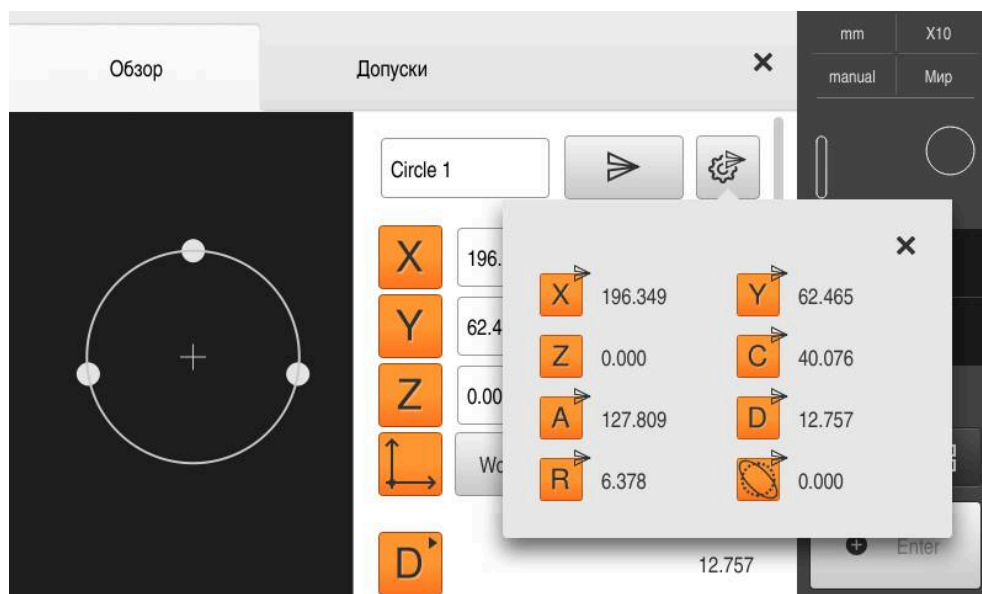 Обзор
Допуски
mm
X10
manual
Мир
Circle 1
X
196.
Y
62.4
Z
0.00
Wo
D
12.757
X 196.349
Y 62.465
Z 0.000
C 40.076
A 127.809
D 12.757
R 6.378
0.000
Enter